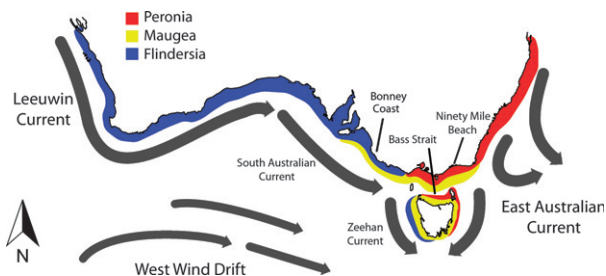 Peronia
Maugea
Flindersia
Leeuwin
Current
Bonney
Coast
Ninety Mile
Beach
Bass Strait
South Australian
Current
Zeehan
Current
East Australian
Current
West Wind Drift
N